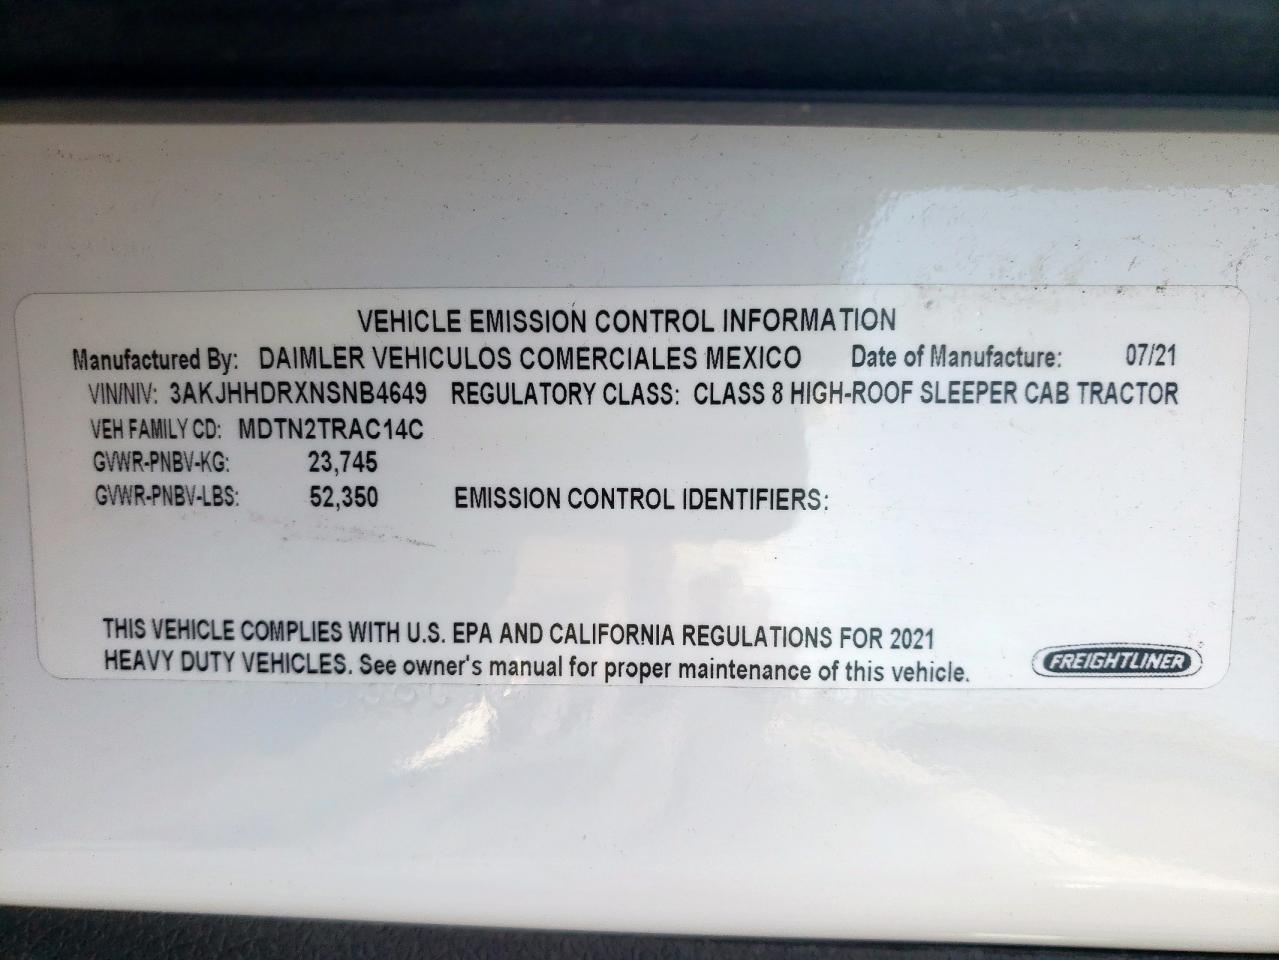 VEHICLE EMISSION CONTROL INFORMATION
Manufactured By: DAIMLER VEHICULOS COMERCIALES MEXICO Date of Manufacture: 07/21
VIN/NIV: 3AKJHHDRXNSNB4649 REGULATORY CLASS: CLASS 8 HIGH-ROOF SLEEPER CAB TRACTOR
VEH FAMILY CD: MDTN2TRAC14C
GVWR-PNBV-KG: 23,745
GVWR-PNBV-LBS: 52,350 EMISSION CONTROL IDENTIFIERS:
THIS VEHICLE COMPLIES WITH U.S. EPA AND CALIFORNIA REGULATIONS FOR 2021
HEAVY DUTY VEHICLES. See owner's manual for proper maintenance of this vehicle.
FREIGHTLINER